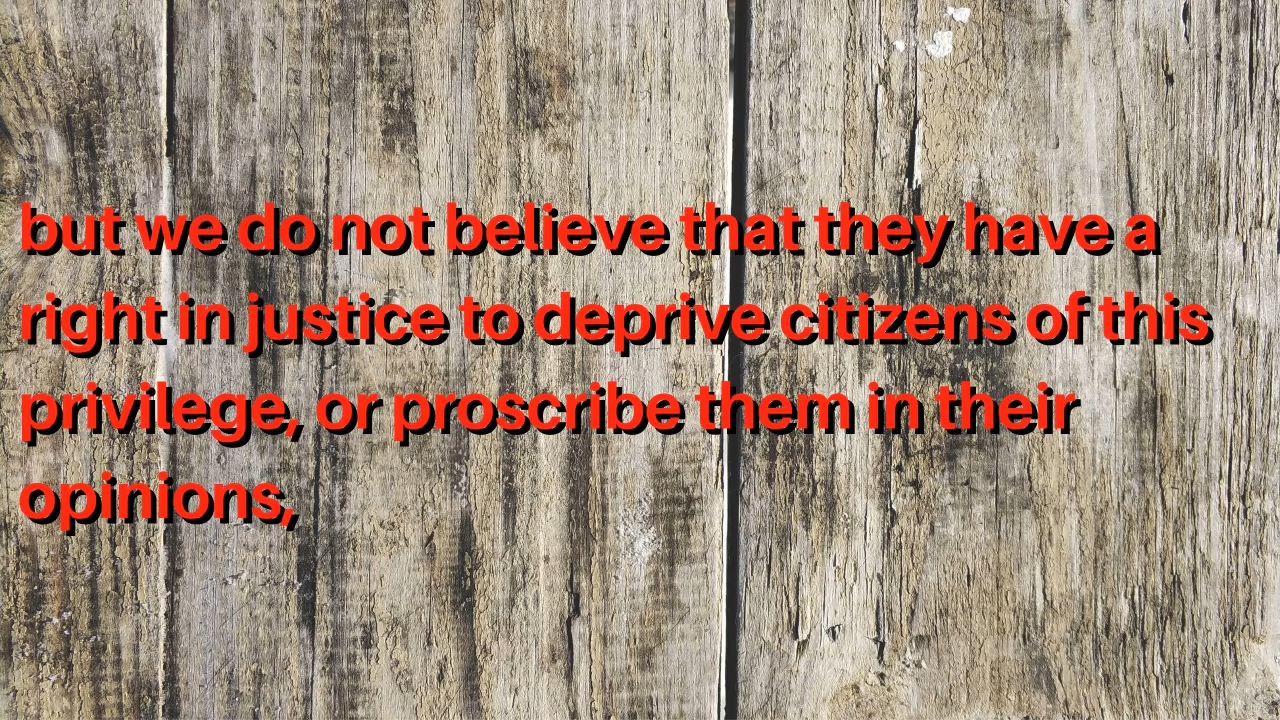 but we do not believe that they have a
right in justice to deprive citizens of this
privilege, or proscribe them in their
opinions,